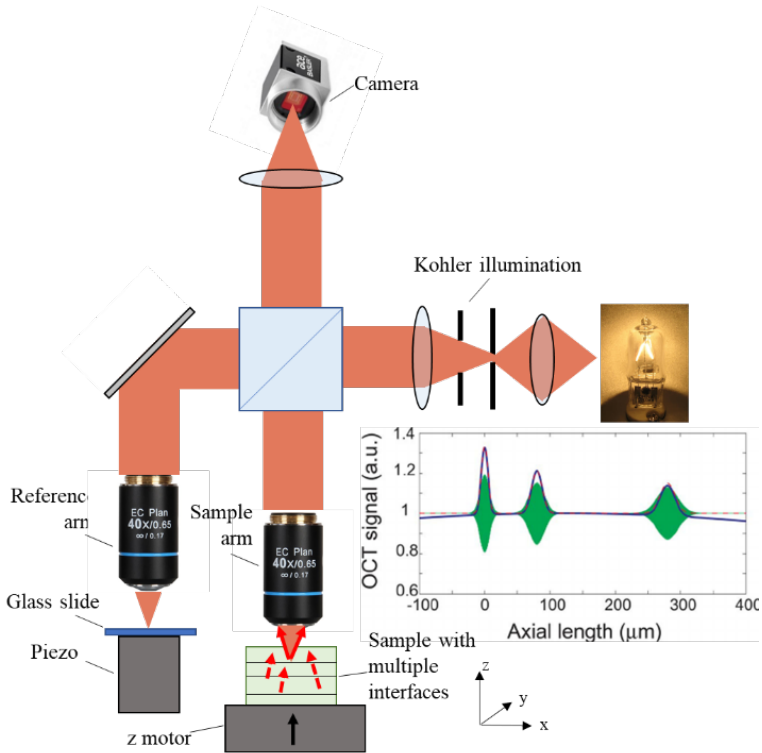 Camera
Kohler illumination
Reference
arm
EC Plan
40X/0.65
∞/0.17
Sample
arm
EC Plan
40X/0.65
∞/0.17
Glass slide
Piezo
Sample with
multiple
interfaces
z motor
OCT signal (a.u.)
1.4
1.2
1
0.8
0.6
-100
0
100
200
300
400
Axial length (μm)
z
y
x